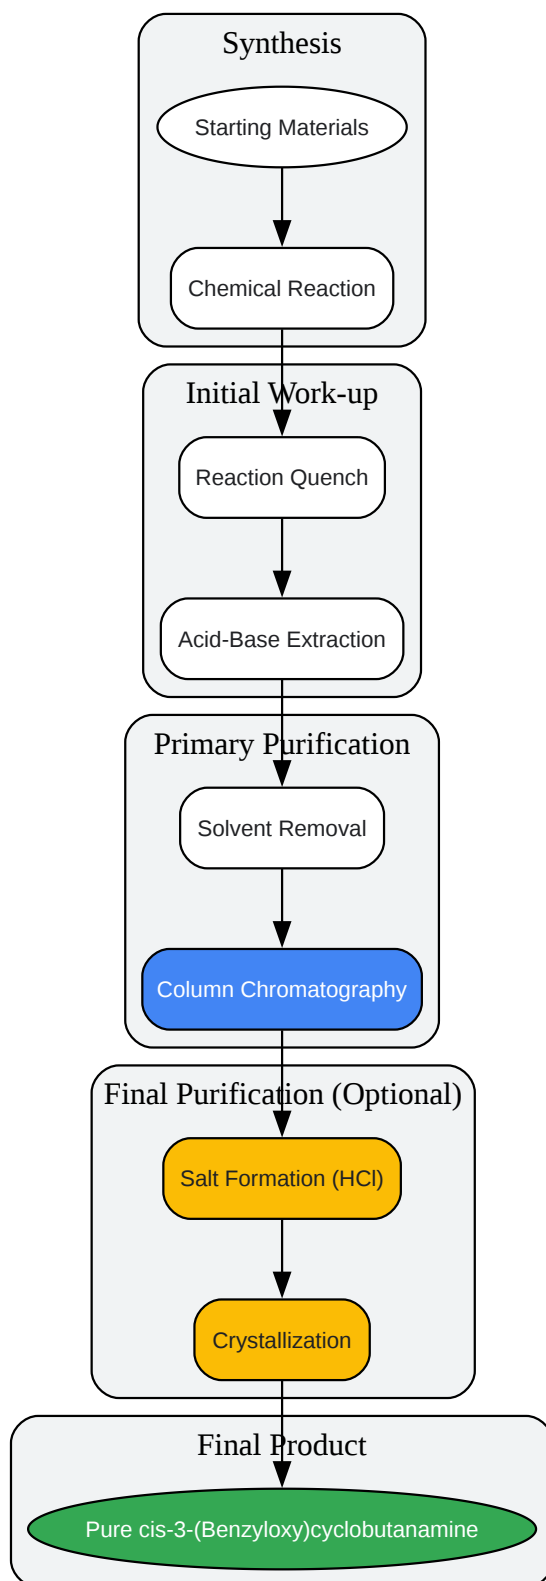 Synthesis
Starting Materials
Chemical Reaction
Initial Work-up
Reaction Quench
Acid-Base Extraction
Primary Purification
Solvent Removal
Column Chromatography
Final Purification (Optional)
Salt Formation (HCl)
Crystallization
Final Product
Pure cis-3-(Benzyloxy)cyclobutanamine